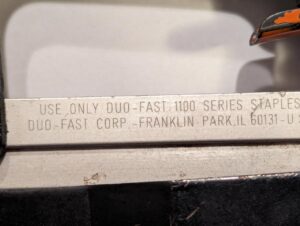 USE ONLY DUO-FAST 1100 SERIES STAPLES
DUO-FAST CORP.-FRANKLIN PARK, IL 60131-U S